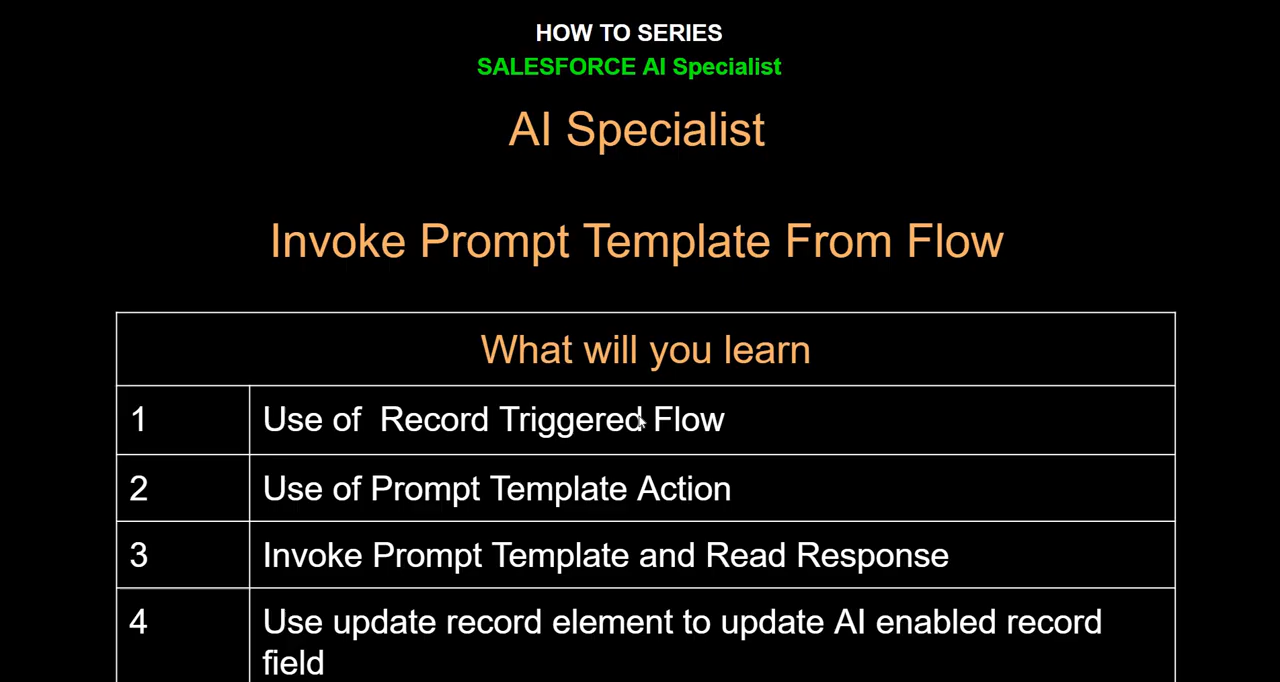 HOW TO SERIES
SALESFORCE AI Specialist
AI Specialist
Invoke Prompt Template From Flow
What will you learn
1 Use of Record Triggered Flow
2 Use of Prompt Template Action
3 Invoke Prompt Template and Read Response
4 Use update record element to update AI enabled record
field